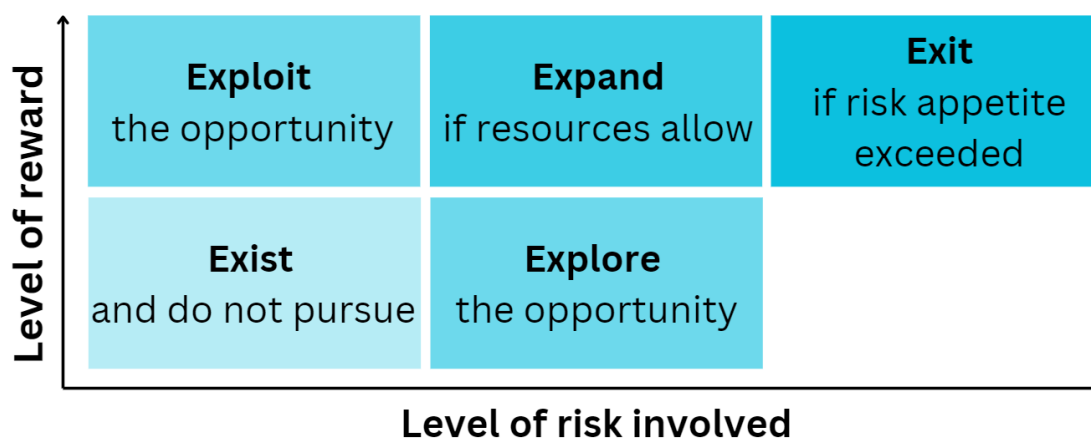 Level of reward
Exploit
the opportunity
Expand
if resources allow
Exit
if risk appetite
exceeded
Exist
and do not pursue
Explore
the opportunity
Level of risk involved